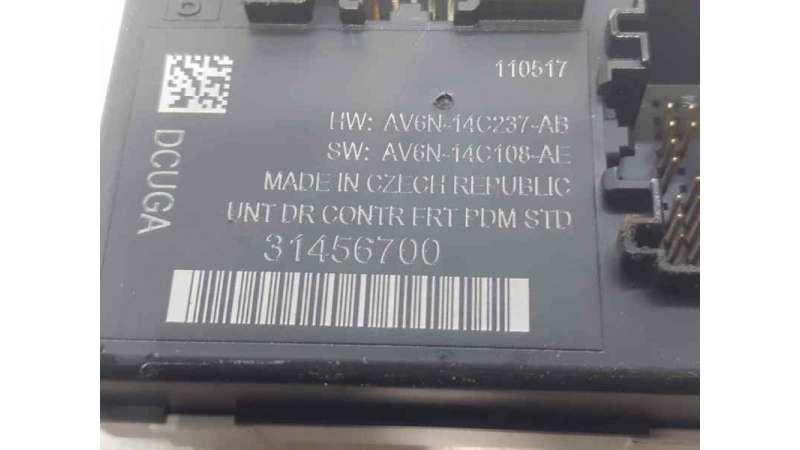 110517
HW: AV6N-14C237-AB
SW: AV6N-14C108-AE
MADE IN CZECH REPUBLIC
UNT DR CONTR FRT PDM STD
31456700
DCUGA